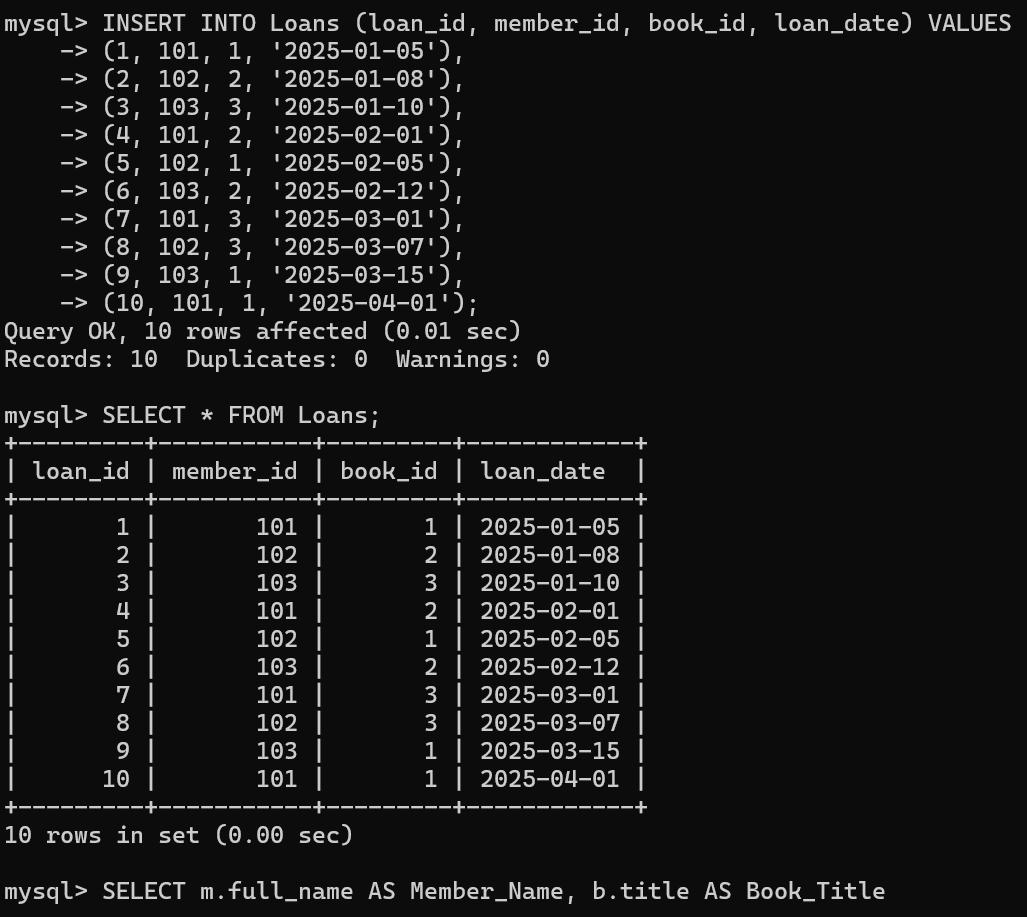 mysql> INSERT INTO Loans (loan_id, member_id, book_id, loan_date) VALUES
    -> (1, 101, 1, '2025-01-05'),
    -> (2, 102, 2, '2025-01-08'),
    -> (3, 103, 3, '2025-01-10'),
    -> (4, 101, 2, '2025-02-01'),
    -> (5, 102, 1, '2025-02-05'),
    -> (6, 103, 2, '2025-02-12'),
    -> (7, 101, 3, '2025-03-01'),
    -> (8, 102, 3, '2025-03-07'),
    -> (9, 103, 1, '2025-03-15'),
    -> (10, 101, 1, '2025-04-01');
Query OK, 10 rows affected (0.01 sec)
Records: 10  Duplicates: 0  Warnings: 0

mysql> SELECT * FROM Loans;
+---------+-----------+---------+------------+
| loan_id | member_id | book_id | loan_date  |
+---------+-----------+---------+------------+
|       1 |       101 |       1 | 2025-01-05 |
|       2 |       102 |       2 | 2025-01-08 |
|       3 |       103 |       3 | 2025-01-10 |
|       4 |       101 |       2 | 2025-02-01 |
|       5 |       102 |       1 | 2025-02-05 |
|       6 |       103 |       2 | 2025-02-12 |
|       7 |       101 |       3 | 2025-03-01 |
|       8 |       102 |       3 | 2025-03-07 |
|       9 |       103 |       1 | 2025-03-15 |
|      10 |       101 |       1 | 2025-04-01 |
+---------+-----------+---------+------------+
10 rows in set (0.00 sec)

mysql> SELECT m.full_name AS Member_Name, b.title AS Book_Title